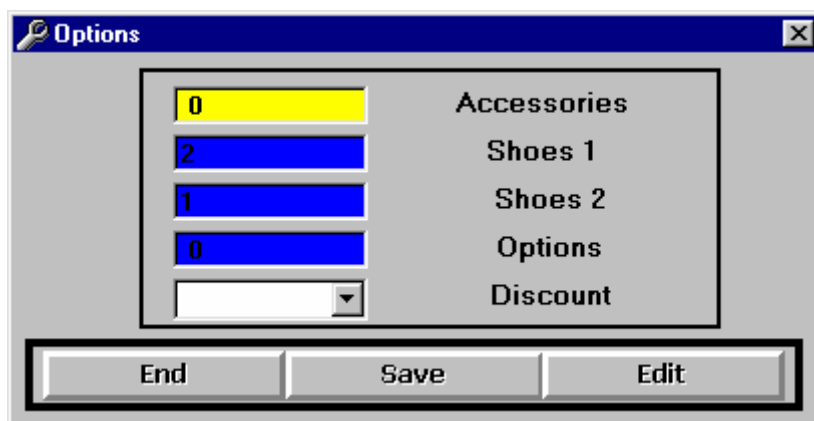 Options
0 Accessories
2 Shoes 1
1 Shoes 2
0 Options
Discount
End Save Edit